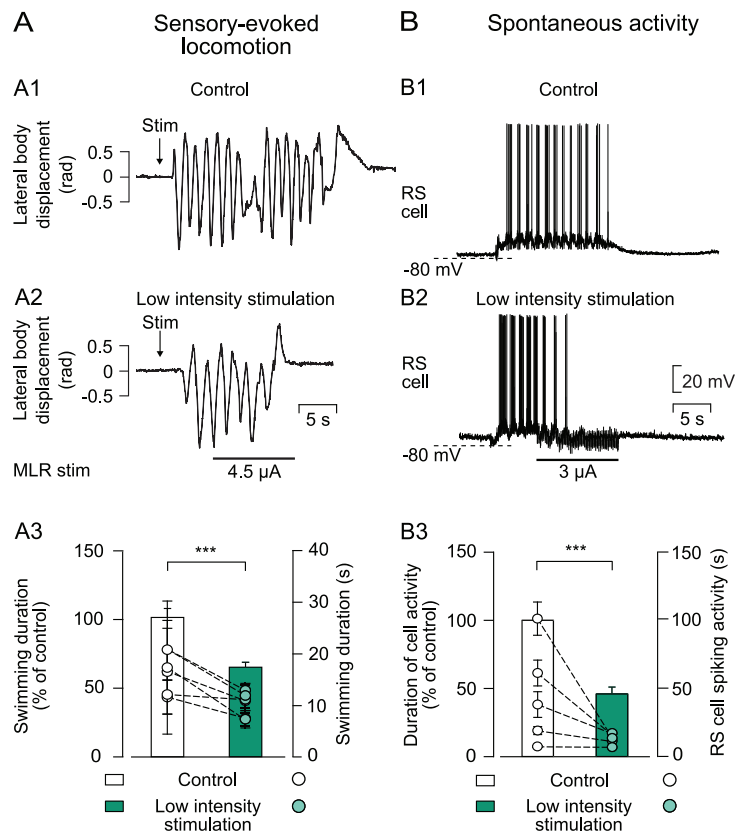 A
Sensory-evoked
locomotion
A1
Control
Stim
Lateral body
displacement
(rad)
0.5
0
-0.5
A2
Low intensity stimulation
Stim
Lateral body
displacement
(rad)
0.5
0
-0.5
5 s
MLR stim
4.5 µA
A3
***
Swimming duration
(% of control)
150
100
50
0
40
30
20
10
0
Swimming duration (s)
Control
Low intensity
stimulation
B
Spontaneous activity
B1
Control
RS
cell
-80 mV
B2
Low intensity stimulation
RS
cell
-80 mV
20 mV
5 s
3 µA
B3
***
Duration of cell activity
(% of control)
150
100
50
0
150
100
50
0
RS cell spiking activity (s)
Control
Low intensity
stimulation